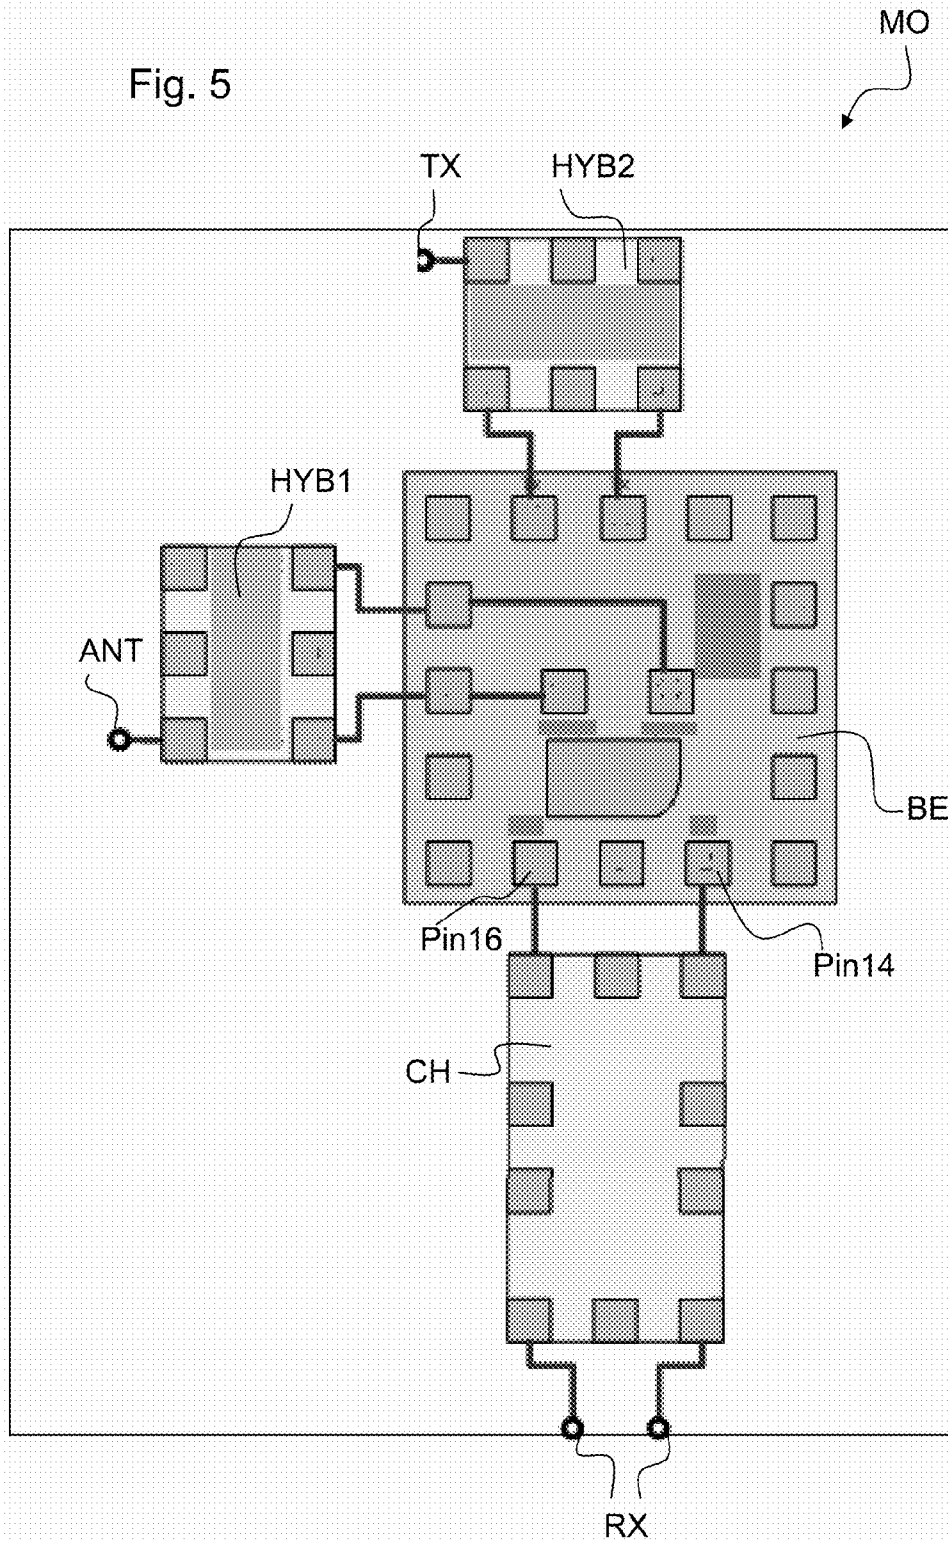 MO
Fig. 5
TX
HYB2
HYB1
ANT
BE
Pin16
Pin14
CH
RX